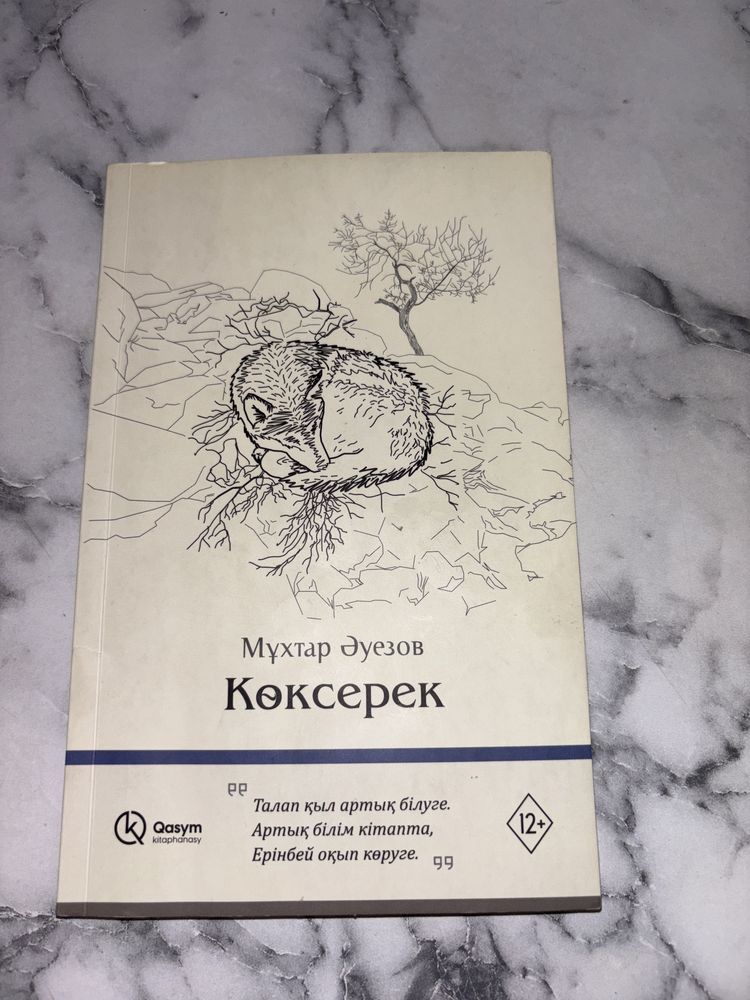 Мұхтар Әуезов
Көксерек
Талап қыл артық білуге.
Артық білім кітапта,
Ерінбей оқып көруге.
Qasym
kitaphanasy
12+